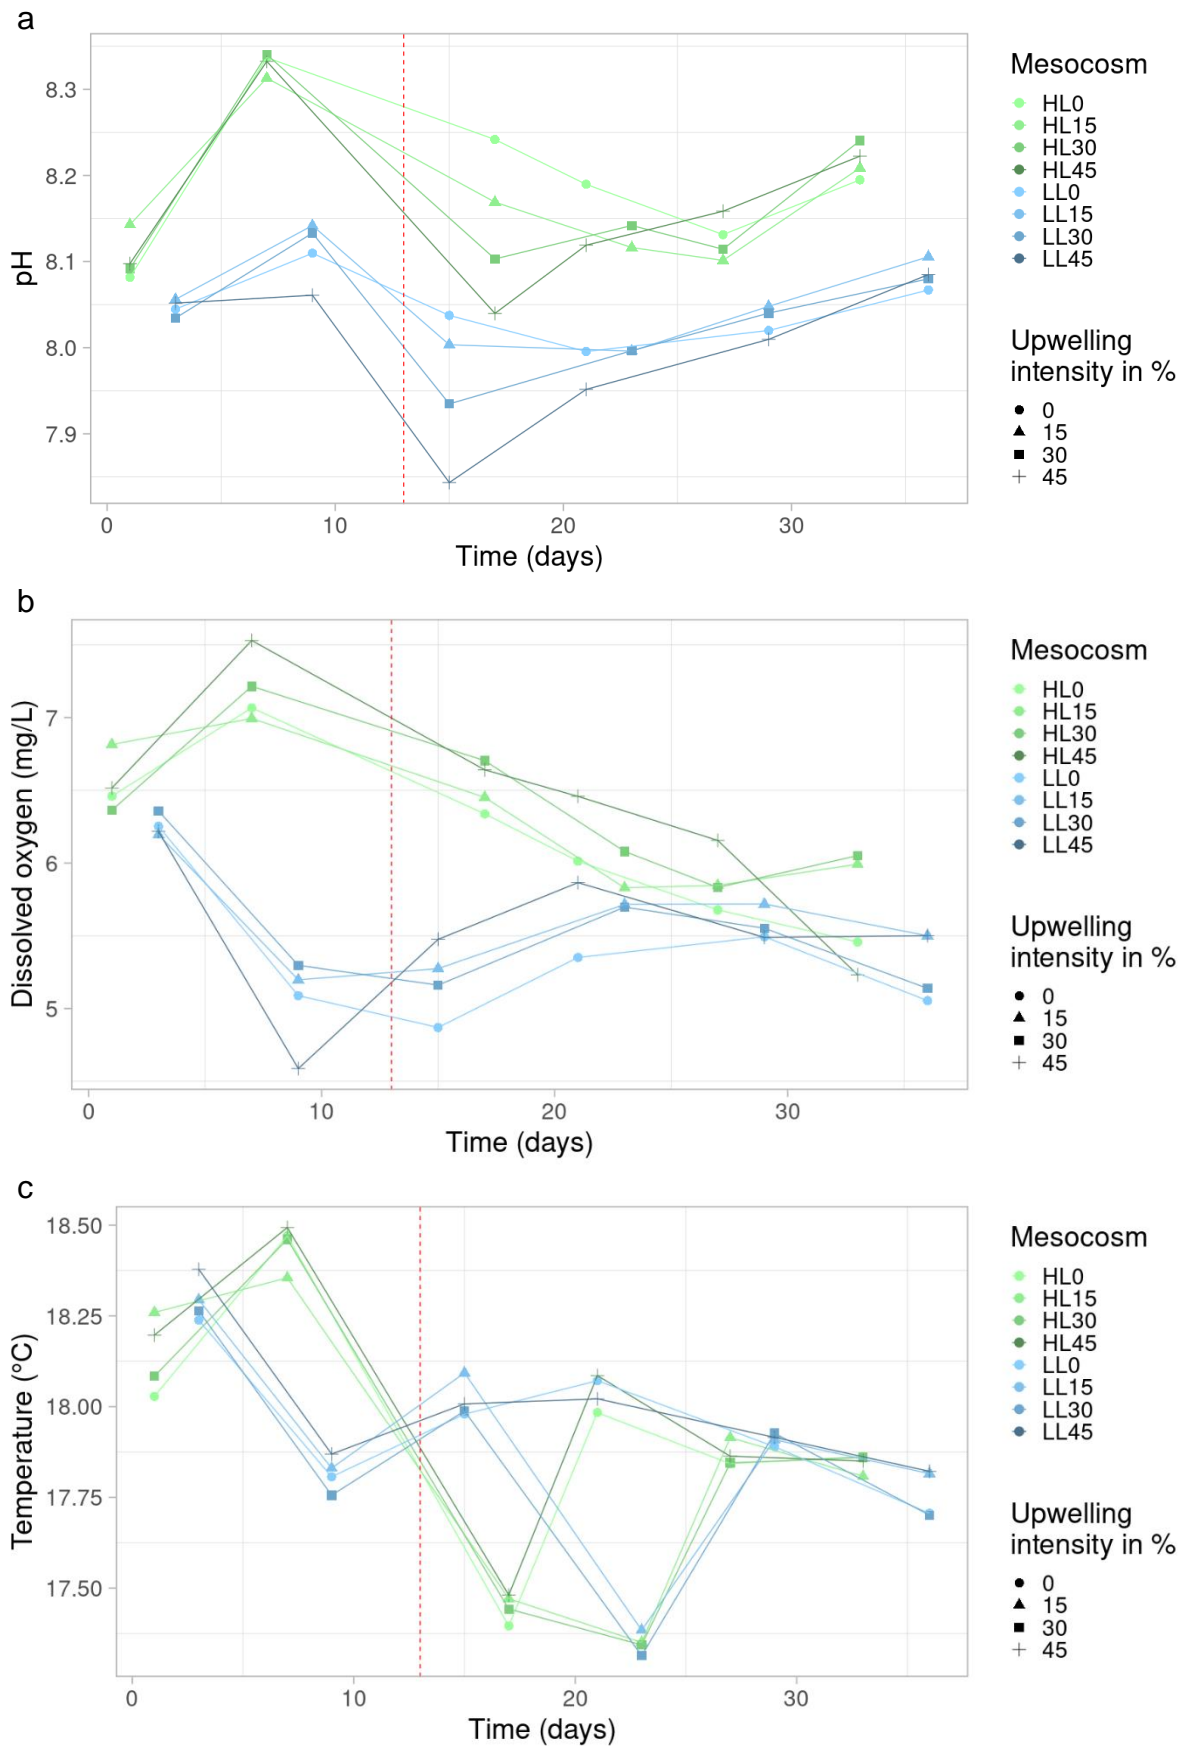 a
8.3
8.2
8.1
8.0
7.9
pH
0 10 20 30
Time (days)
Mesocosm
HL0
HL15
HL30
HL45
LL0
LL15
LL30
LL45
Upwelling
intensity in %
0
15
30
45
b
7
6
5
Dissolved oxygen (mg/L)
0 10 20 30
Time (days)
Mesocosm
HL0
HL15
HL30
HL45
LL0
LL15
LL30
LL45
Upwelling
intensity in %
0
15
30
45
c
18.50
18.25
18.00
17.75
17.50
Temperature (°C)
0 10 20 30
Time (days)
Mesocosm
HL0
HL15
HL30
HL45
LL0
LL15
LL30
LL45
Upwelling
intensity in %
0
15
30
45